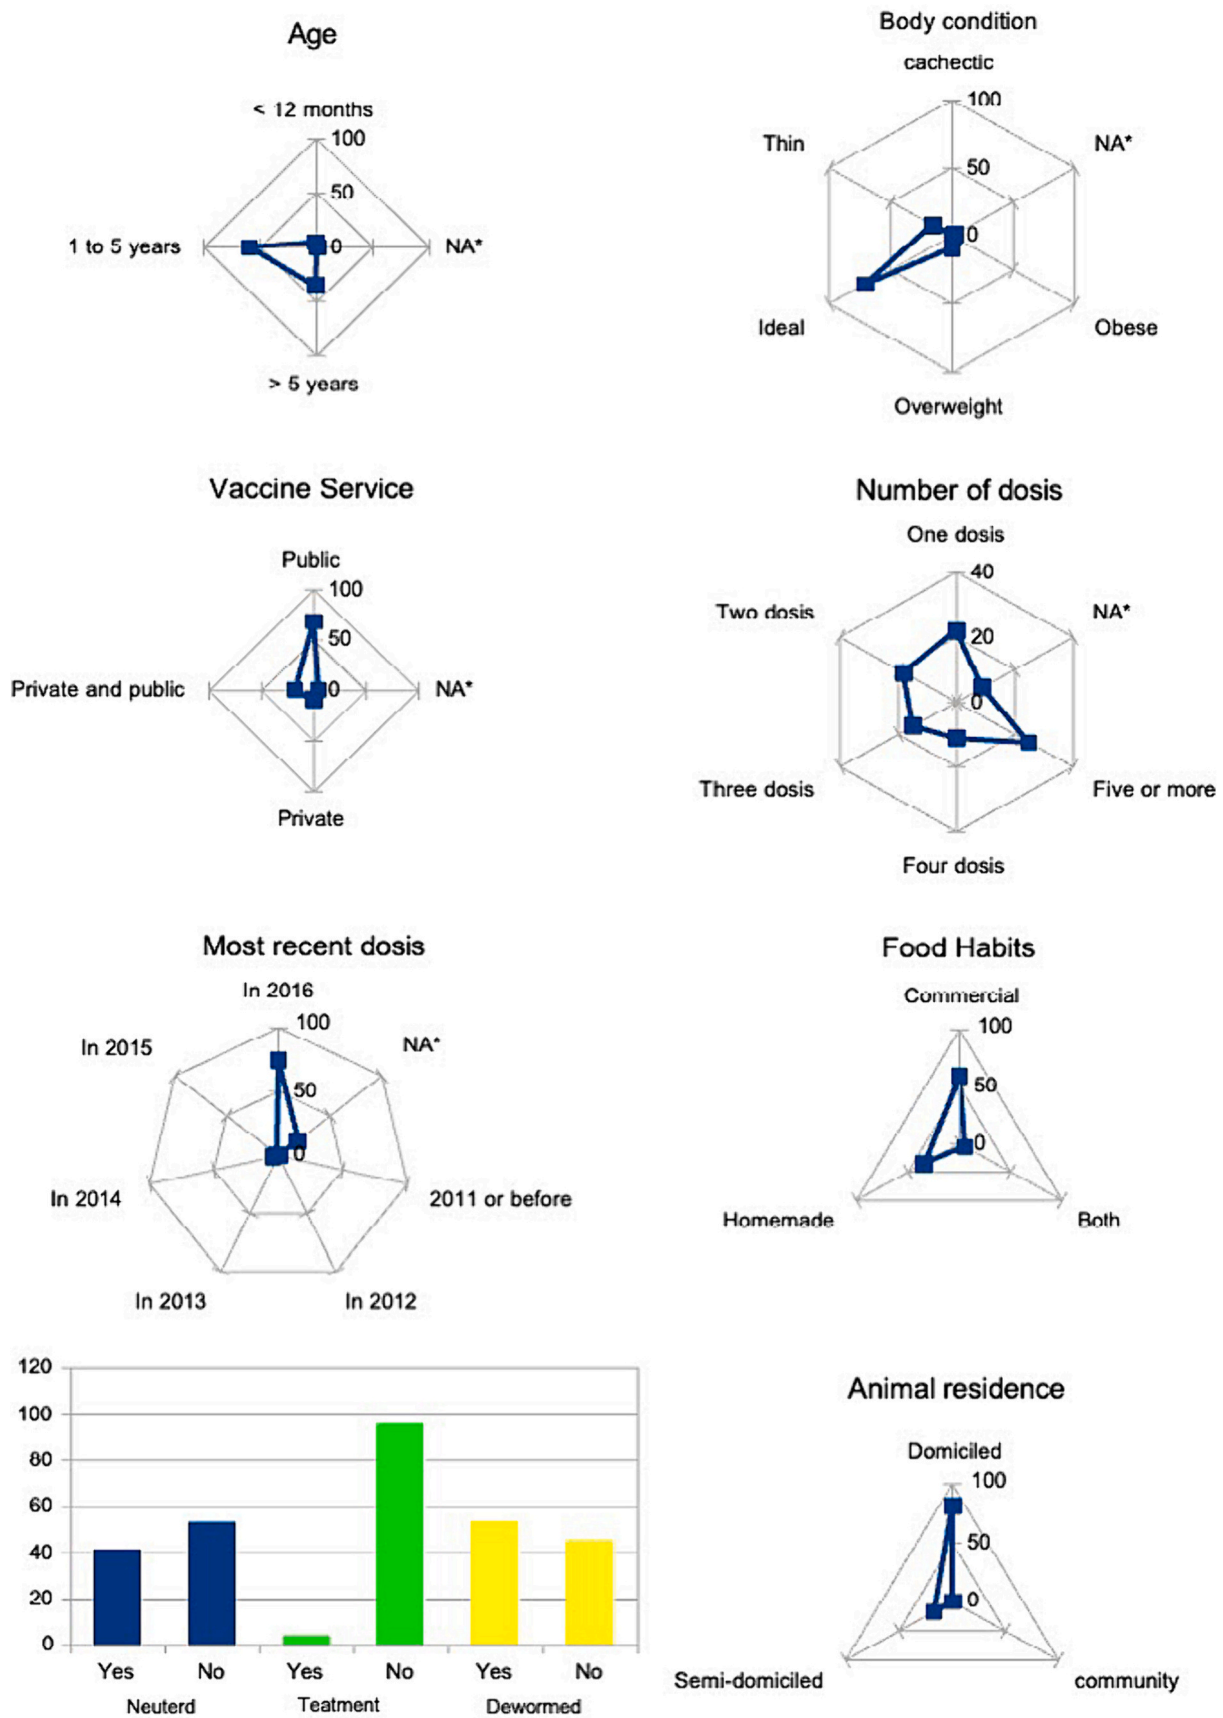 Age
< 12 months
100
50
0
1 to 5 years
NA*
> 5 years
Body condition
cachectic
100
Thin
NA*
50
0
Ideal
Obese
Overweight
Vaccine Service
Public
100
50
Private and public
0
NA*
Private
Number of dosis
One dosis
40
Two dosis
NA*
20
0
Three dosis
Five or more
Four dosis
Most recent dosis
In 2016
100
In 2015
NA*
50
0
In 2014
2011 or before
In 2013
In 2012
Food Habits
Commercial
100
50
0
Homemade
Both
120
100
80
60
40
20
0
Yes No Yes No Yes No
Neuterd Teatment Dewormed
Animal residence
Domiciled
100
50
0
Semi-domiciled
community